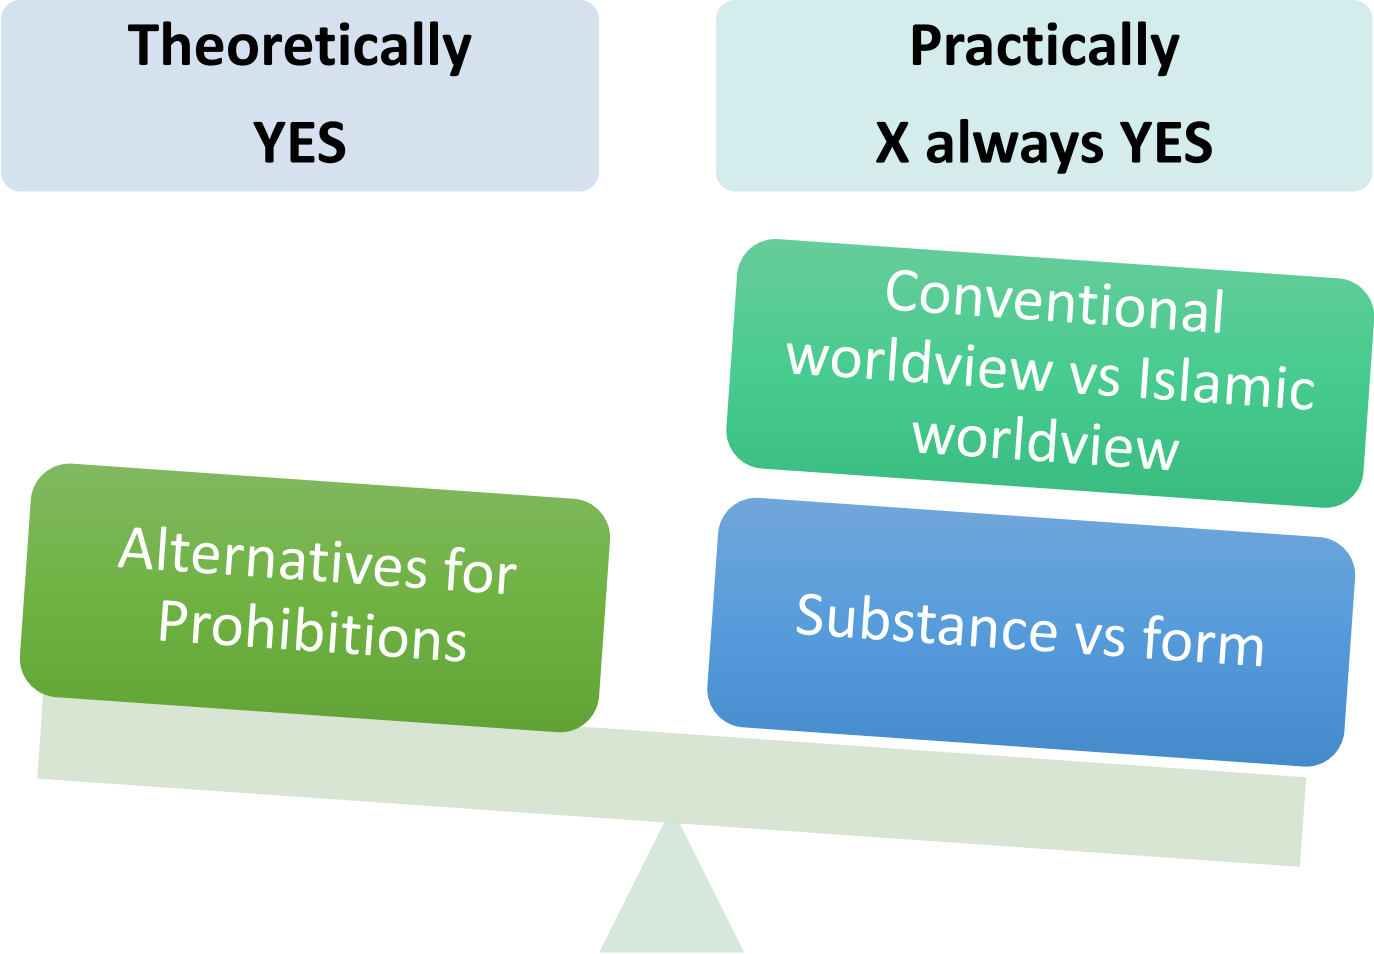 Theoretically
YES
Practically
X always YES
Conventional
worldview vs Islamic
worldview
Alternatives for
Prohibitions
Substance vs form